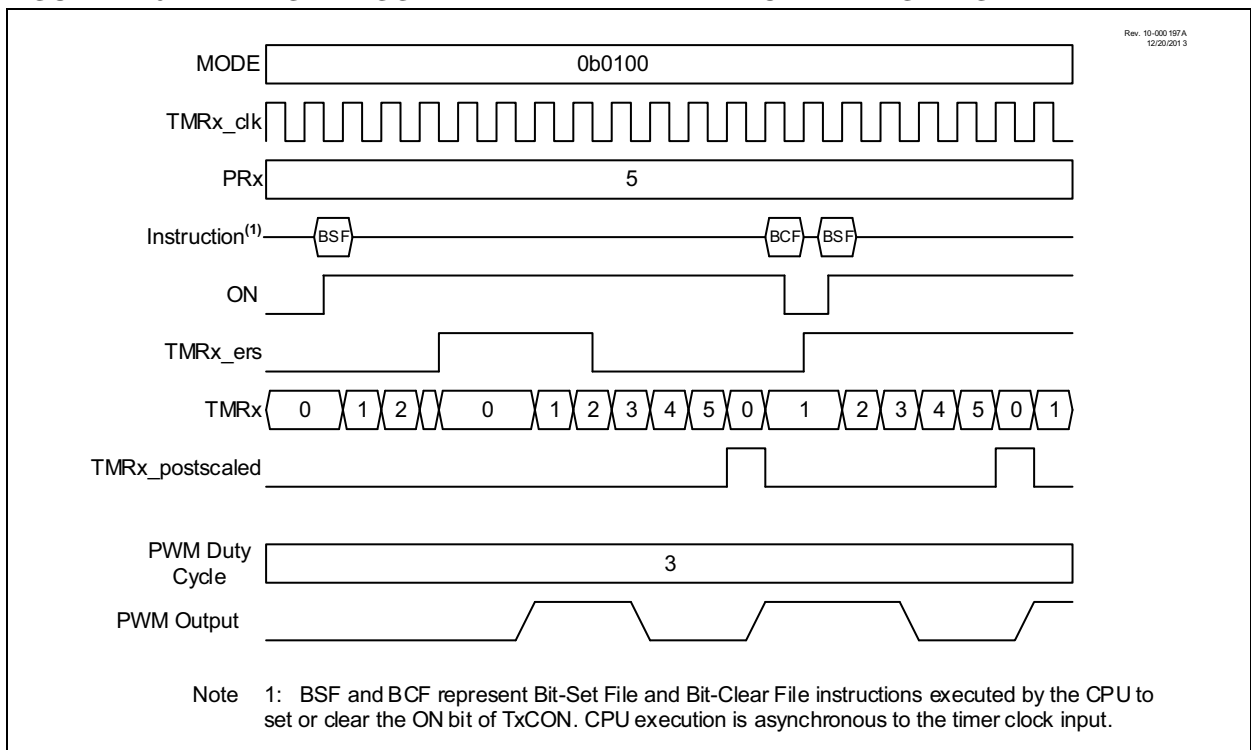 Rev. 10-000197A
12/20/2013
MODE 0b0100
TMRx_clk
PRx 5
Instruction(1) BSF BCF BSF
ON
TMRx_ers
TMRx 0 1 2 0 1 2 3 4 5 0 1 2 3 4 5 0 1
TMRx_postscaled
PWM Duty
Cycle 3
PWM Output
Note 1: BSF and BCF represent Bit-Set File and Bit-Clear File instructions executed by the CPU to
set or clear the ON bit of TxCON. CPU execution is asynchronous to the timer clock input.